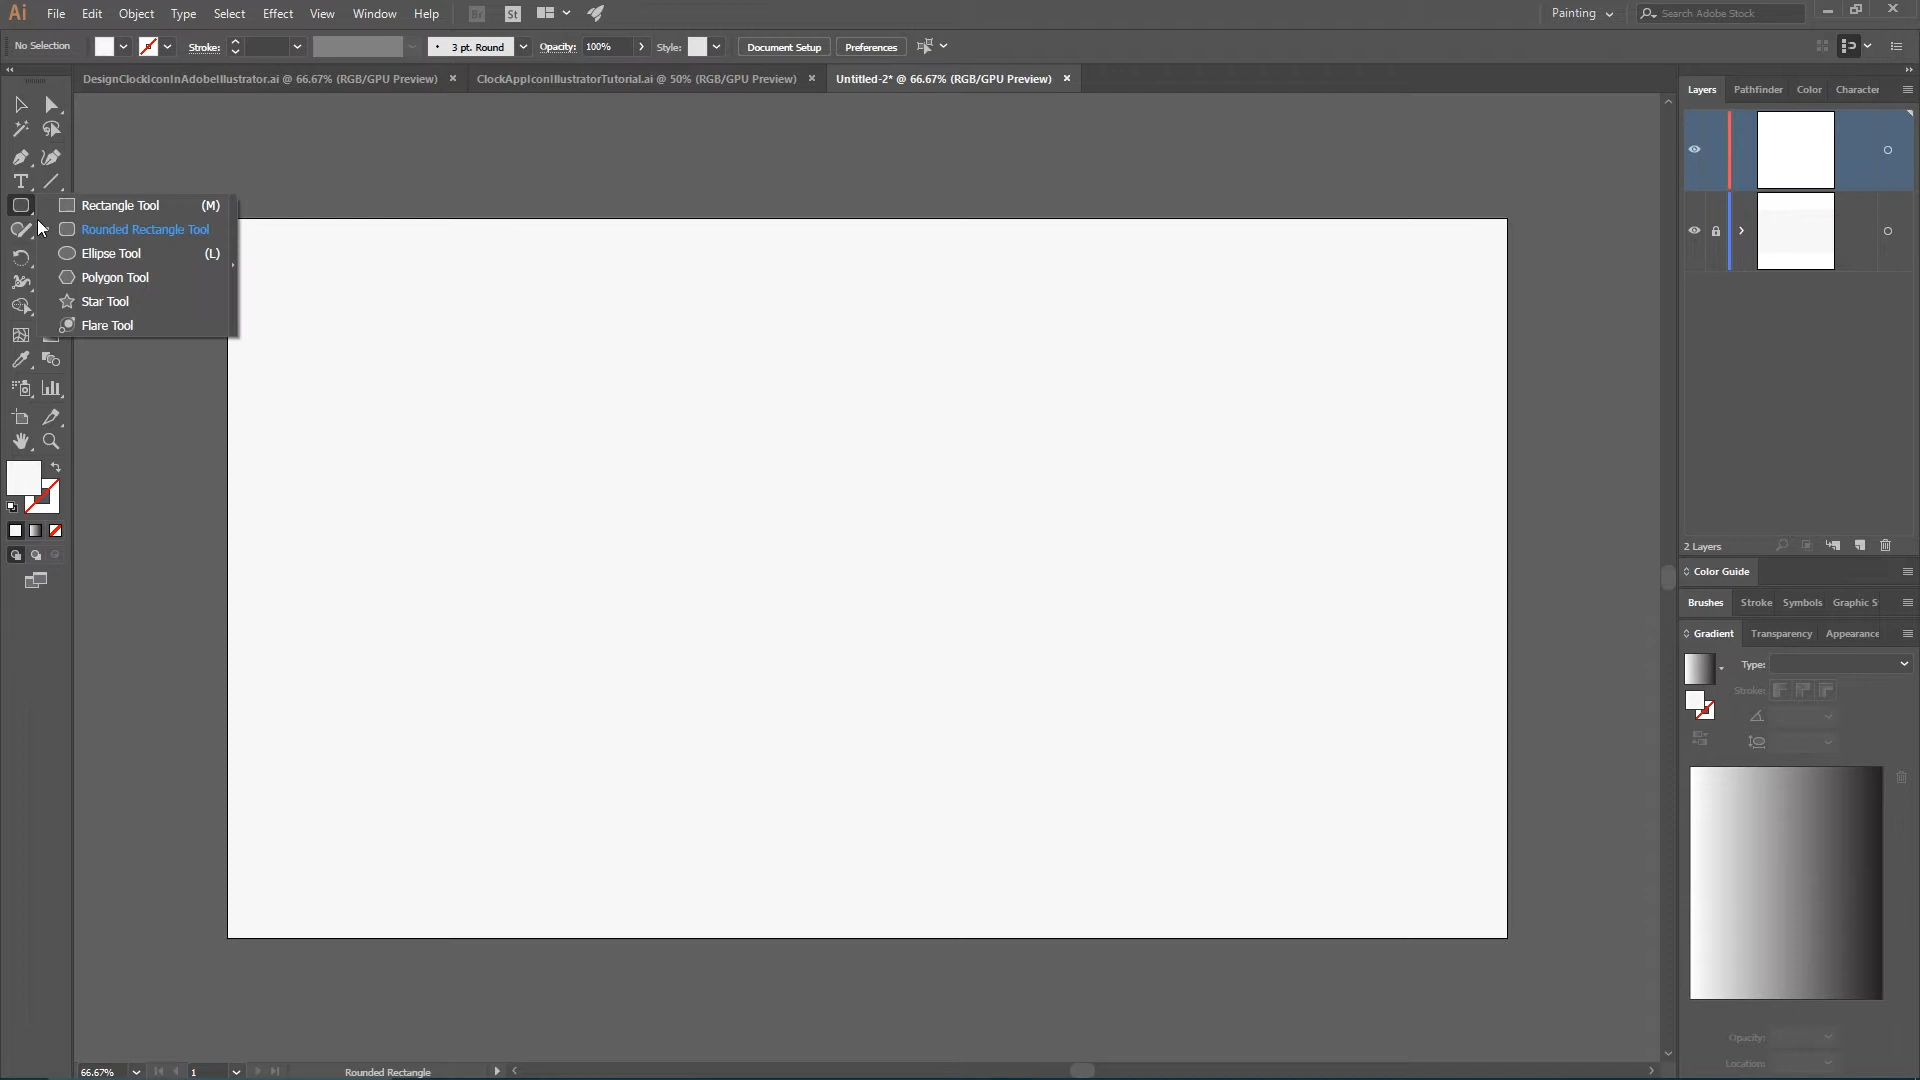 Ai File Edit Object Type Select Effect View Window Help Br St Painting Search Adobe Stock
No Selection Stroke: 3 pt. Round Opacity: 100% Style: Document Setup Preferences
DesignClockIconInAdobeIllustrator.ai @ 66.67% (RGB/GPU Preview) ClockAppIconIllustratorTutorial.ai @ 50% (RGB/GPU Preview) Untitled-2* @ 66.67% (RGB/GPU Preview)
Layers Pathfinder Color Character
T
Rectangle Tool (M)
Rounded Rectangle Tool
Ellipse Tool (L)
Polygon Tool
Star Tool
Flare Tool
2 Layers
Color Guide
Brushes Stroke Symbols Graphic S
Gradient Transparency Appearance
Type:
Stroke:
Opacity:
Location:
66.67% 1 Rounded Rectangle